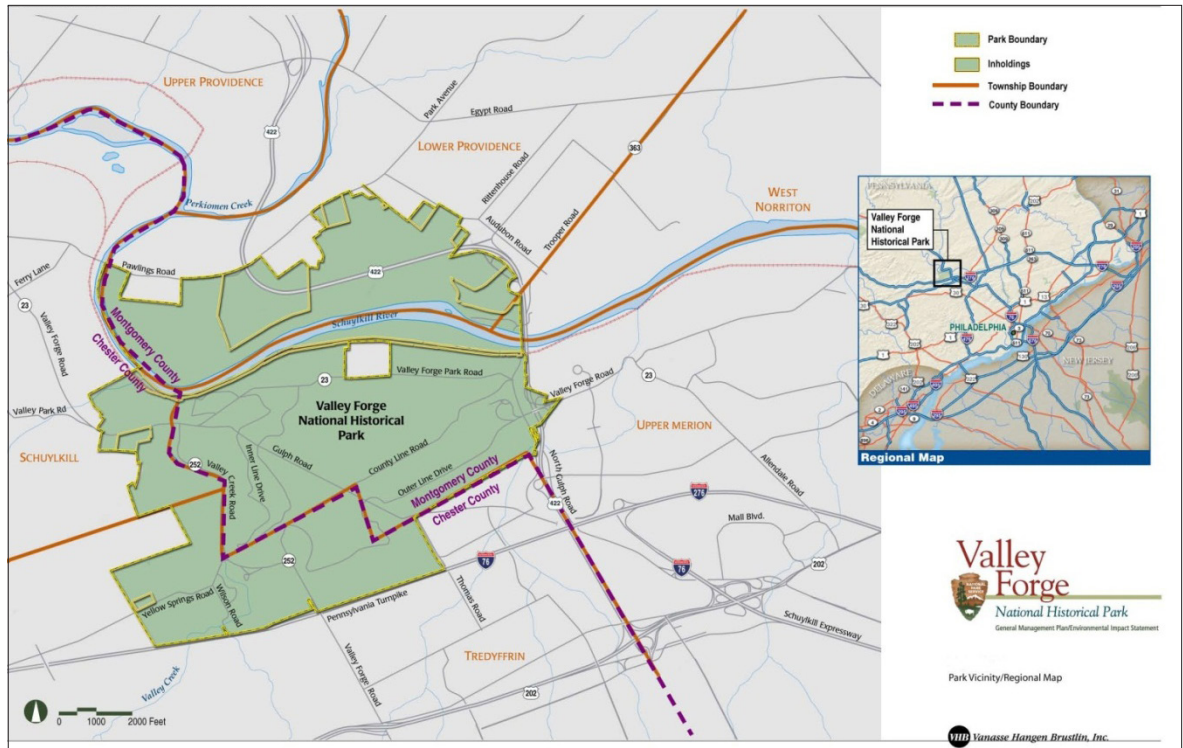 UPPER PROVIDENCE
422
Park Avenue
Egypt Road
LOWER PROVIDENCE
363
Rittenhouse Road
WEST
NORRITON
Perkiomen Creek
Audubon Road
Trooper Road
Ferry Lane
Pawlings Road
422
23
Valley Forge Road
Montgomery County
Chester County
Schuylkill River
23
Valley Forge Park Road
Valley Forge Road
23
Valley Park Rd
Valley Forge
National Historical
Park
UPPER MERION
SCHUYLKILL
Gulph Road
County Line Road
Inner Line Drive
Outer Line Drive
252
Valley
Creek Road
Montgomery County
Chester County
North Gulph Road
422
Allendale Road
276
Mall Blvd.
252
76
76
202
Yellow Springs Road
Wilson Road
Pennsylvania Turnpike
Thomas Road
Schuylkill Expressway
Valley Creek
Valley Forge
Road
TREDYFFRIN
202
0 1000 2000 Feet
Park Boundary
Inholdings
Township Boundary
County Boundary
PENNSYLVANIA
Valley Forge
National
Historical Park
PHILADELPHIA
NEW JERSEY
DELAWARE
Regional Map
Valley
Forge
National Historical Park
General Management Plan/Environmental Impact Statement
Park Vicinity/Regional Map
VHB Vanasse Hangen Brustlin, Inc.